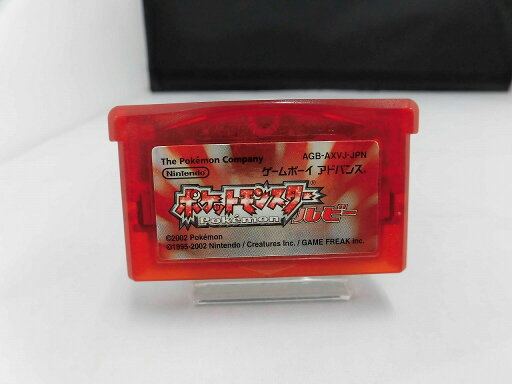 The Pokémon Company
AGB-AXVJ-JPN
Nintendo
ゲームボーイ アドバンス®
ポケットモンスター®
Pokémon
ルビー
©2002 Pokémon
©1995-2002 Nintendo / Creatures Inc. / GAME FREAK inc.